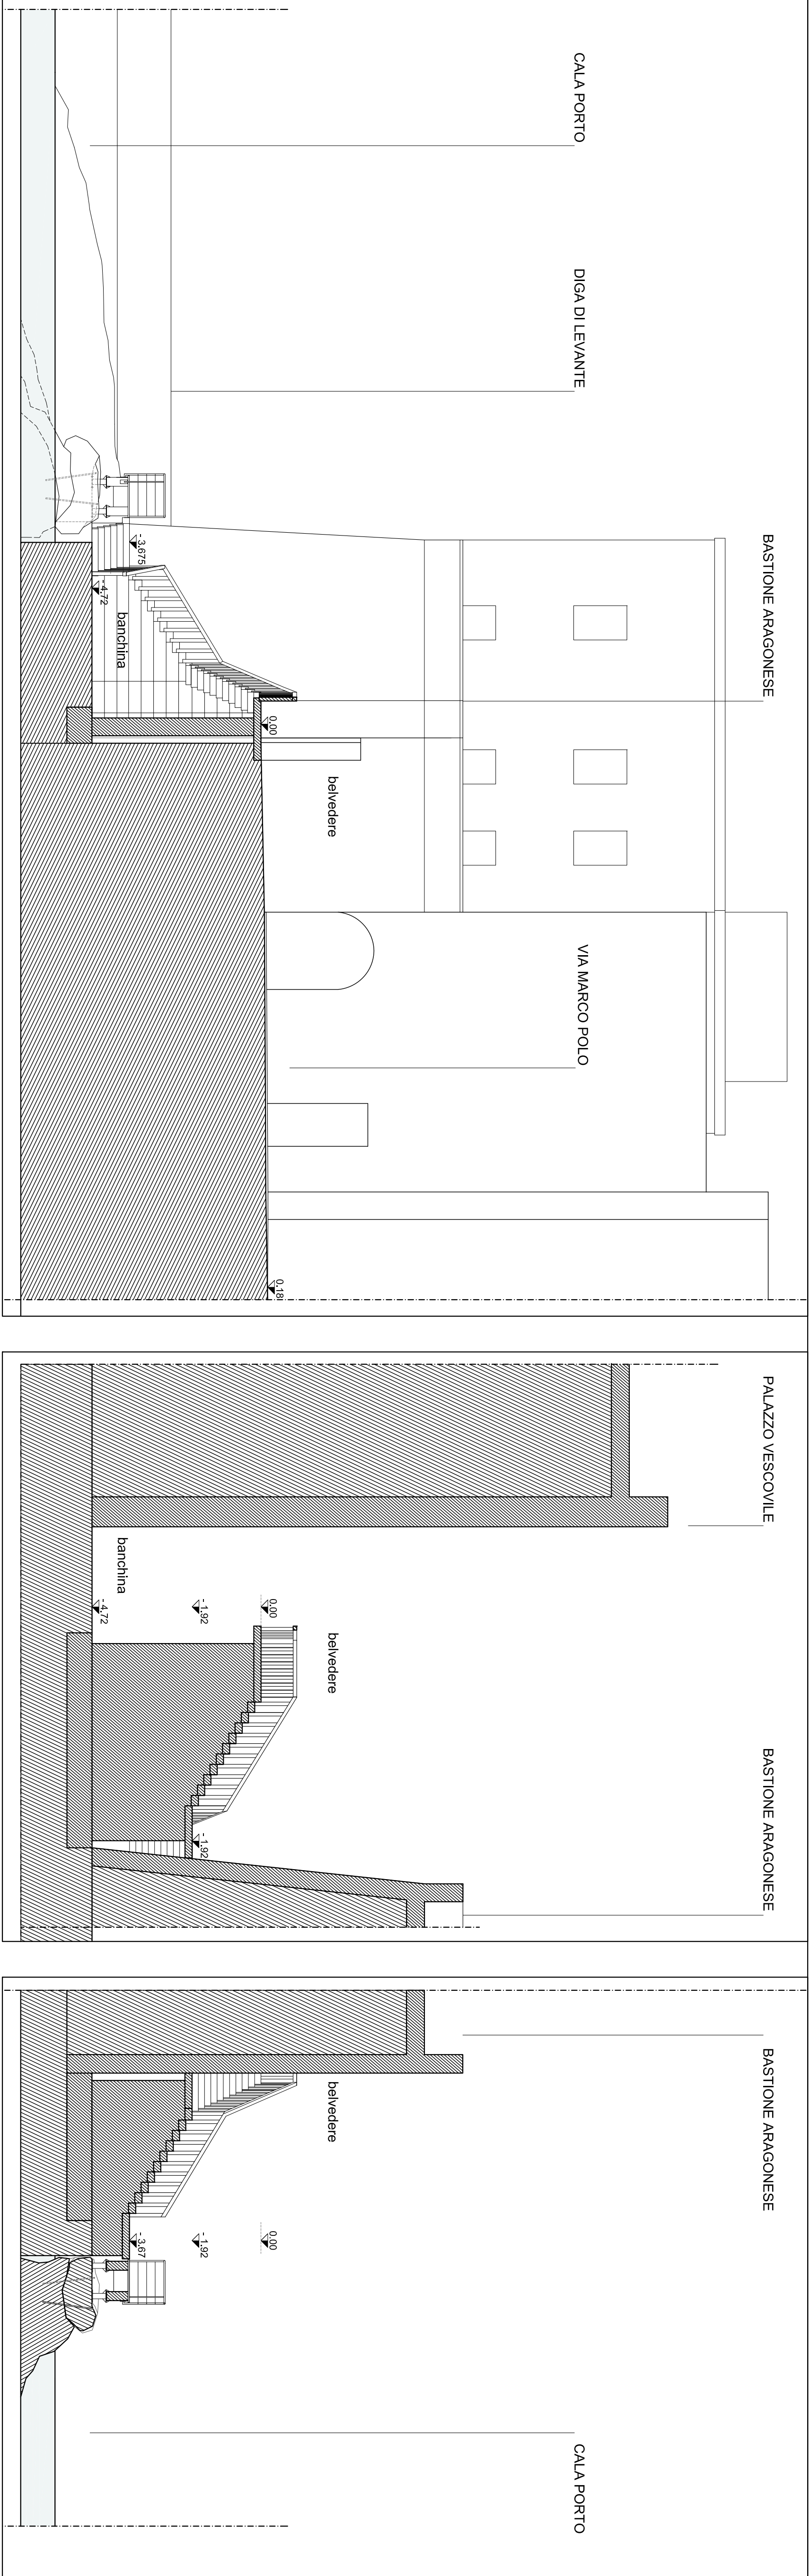 CALA PORTO
DIGA DI LEVANTE
BASTIONE ARAGONESE
VIA MARCO POLO
belvedere
banchina
- 3.675
- 4.72
0.00
0.18
PALAZZO VESCOVILE
BASTIONE ARAGONESE
belvedere
banchina
0.00
- 1.92
- 4.72
- 1.92
BASTIONE ARAGONESE
CALA PORTO
belvedere
0.00
- 1.92
- 3.67